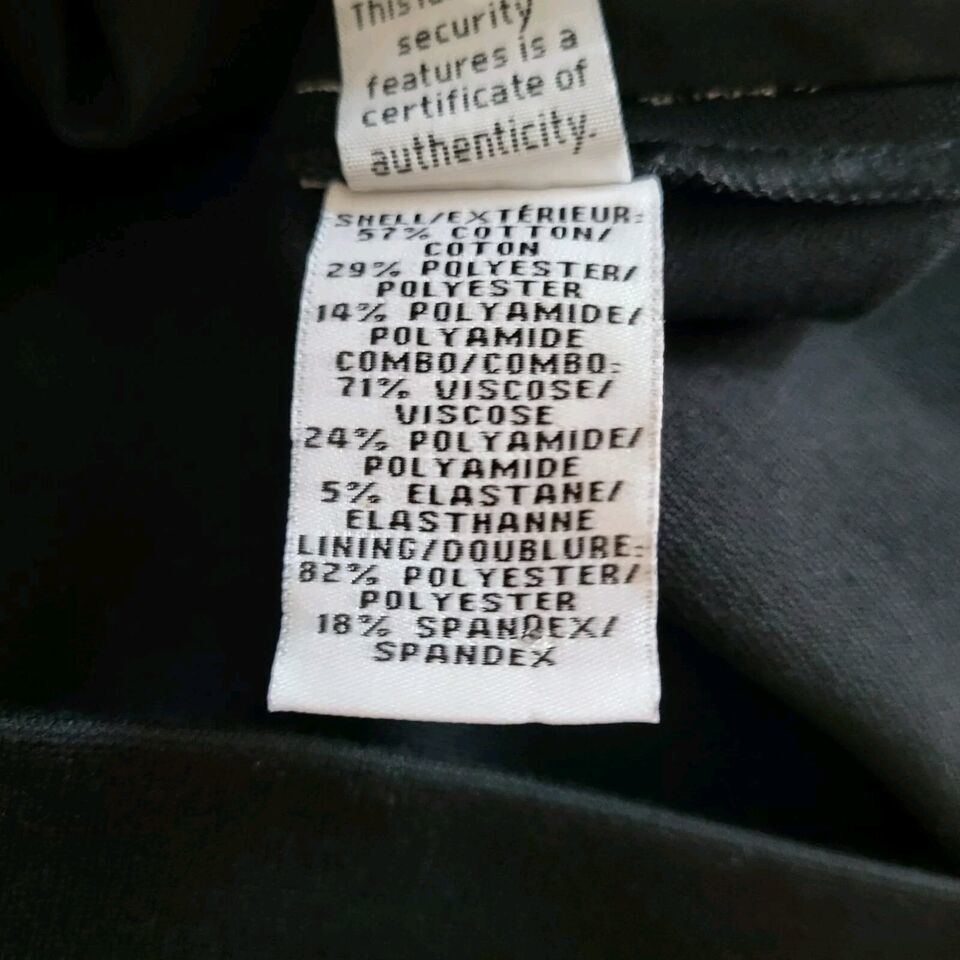 This
security
features is a
certificate of
authenticity.
SHELL/EXTÉRIEUR:
57% COTTON/
COTON
29% POLYESTER/
POLYESTER
14% POLYAMIDE/
POLYAMIDE
COMBO/COMBO:
71% VISCOSE/
VISCOSE
24% POLYAMIDE/
POLYAMIDE
5% ELASTANE/
ELASTHANNE
LINING/DOUBLURE:
82% POLYESTER/
POLYESTER
18% SPANDEX/
SPANDEX